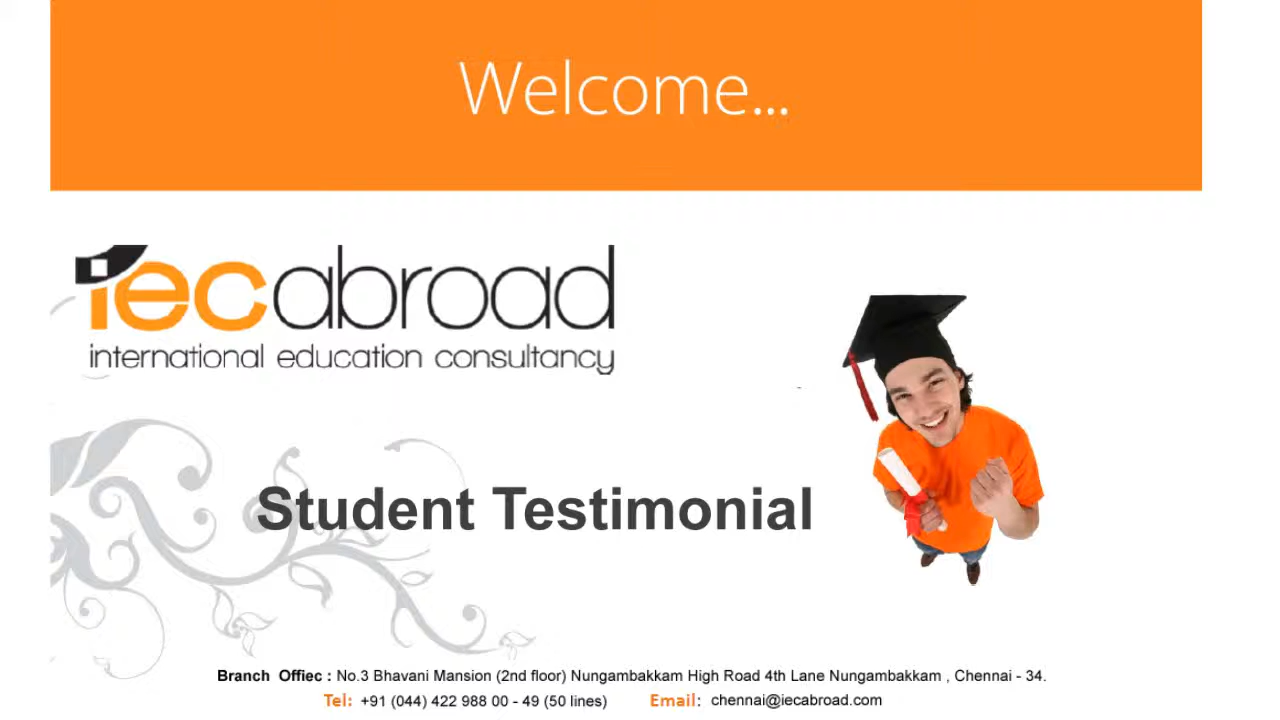 Welcome...
iecabroad
international education consultancy
Student Testimonial
Branch Offiec : No.3 Bhavani Mansion (2nd floor) Nungambakkam High Road 4th Lane Nungambakkam , Chennai - 34.
Tel: +91 (044) 422 988 00 - 49 (50 lines) Email: chennai@iecabroad.com